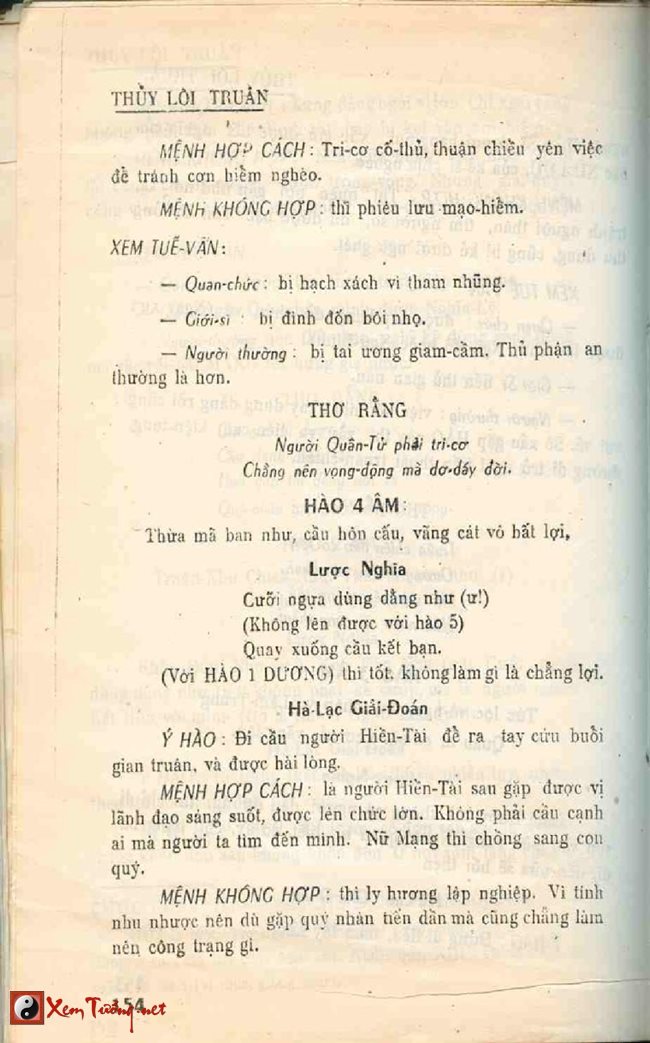 THỦY LÔI TRUÂN
MỆNH HỢP CÁCH : Tri-cơ cố-thủ, thuận chiều yên việc
để tránh cơn hiểm nghèo.
MỆNH KHÔNG HỢP : thì phiêu lưu mạo-hiểm.
XEM TUẾ-VẬN :
— Quan-chức : bị hạch xách vì tham nhũng.
— Giới-sĩ : bị đình đốn bôi nhọ.
— Người thường : bị tai ương giam-cầm. Thủ phận an
thường là hơn.
THƠ RẰNG
Người Quân-Tử phải tri-cơ
Chẳng nên vọng-động mà dơ-dáy đời.
HÀO 4 ÂM :
Thừa mã ban như, cầu hôn cấu, vãng cát vô bất lợi,
Lược Nghĩa
Cưỡi ngựa dùng dằng như (ư!)
(Không lên được với hào 5)
Quay xuống cầu kết bạn.
(Với HÀO 1 DƯƠNG) thì tốt. không làm gì là chẳng lợi.
Hà-Lạc Giải-Đoán
Ý HÀO : Đi cầu người Hiền-Tài để ra tay cứu buổi
gian truân, và được hài lòng.
MỆNH HỢP CÁCH : là người Hiền-Tài sau gặp được vị
lãnh đạo sáng suốt, được lên chức lớn. Không phải cầu cạnh
ai mà người ta tìm đến mình. Nữ Mạng thì chồng sang con
quý.
MỆNH KHÔNG HỢP : thì ly hương lập nghiệp. Vì tính
nhu nhược nên dù gặp quý nhân tiến dẫn mà cũng chẳng làm
nên công trạng gì.
154
XemTuong.net